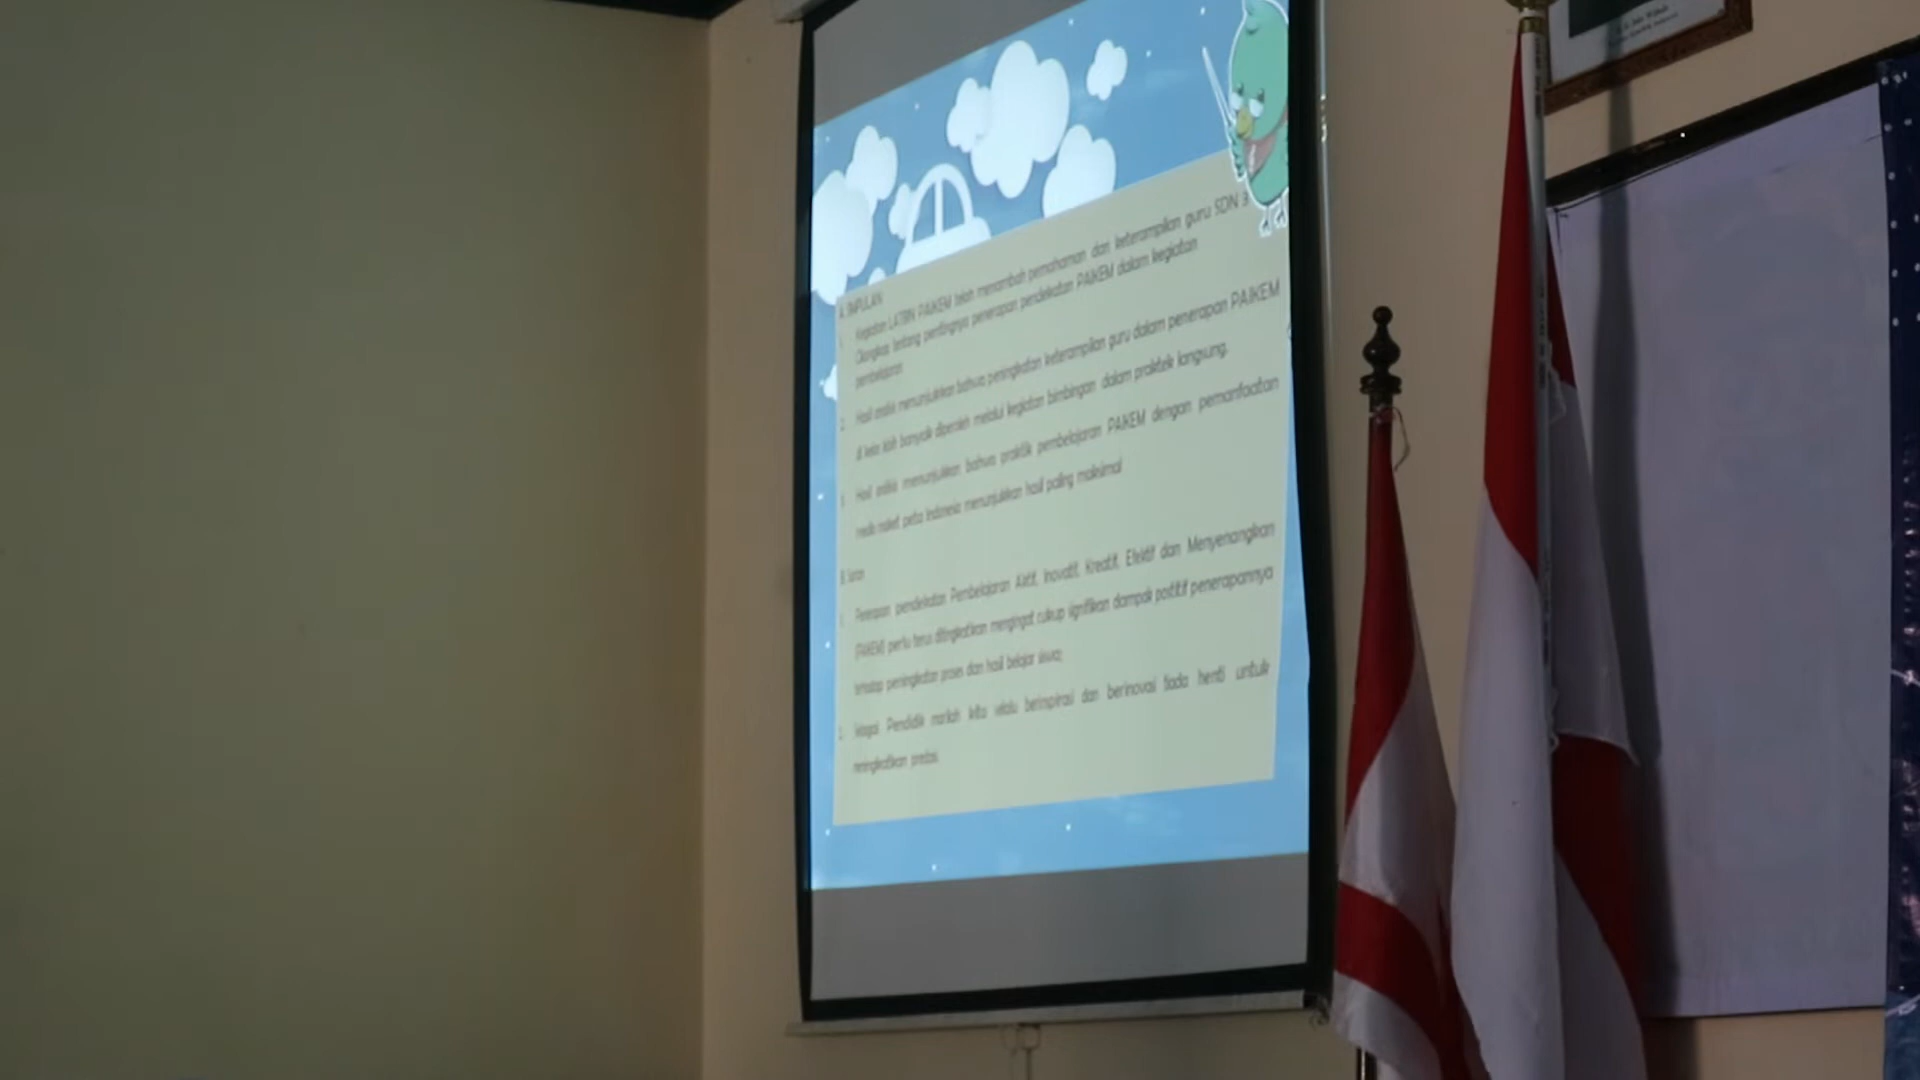 A. SIMPULAN
1. Kegiatan LATBIN PAIKEM telah menambah pemahaman dan keterampilan guru SDN 3
tentang pentingnya penerapan pendekatan PAIKEM dalam kegiatan
pembelajaran
2. Hasil analisis menunjukkan bahwa peningkatan keterampilan guru dalam penerapan PAIKEM
di kelas lebih banyak diperoleh melalui kegiatan bimbingan dalam praktek langsung.
3. Hasil analisis menunjukkan bahwa praktik pembelajaran PAIKEM dengan pemanfaatan
media maket peta Indonesia menunjukkan hasil paling maksimal
B. Saran
1. Penerapan pendekatan Pembelajaran Aktif, Inovatif, Kreatif, Efektif dan Menyenangkan
(PAIKEM) perlu terus ditingkatkan mengingat cukup signifikan dampak postitif penerapannya
terhadap peningkatan proses dan hasil belajar siswa;
2. Sebagai Pendidik marilah kita selalu berinspirasi dan berinovasi tiada henti untuk
meningkatkan prestasi.